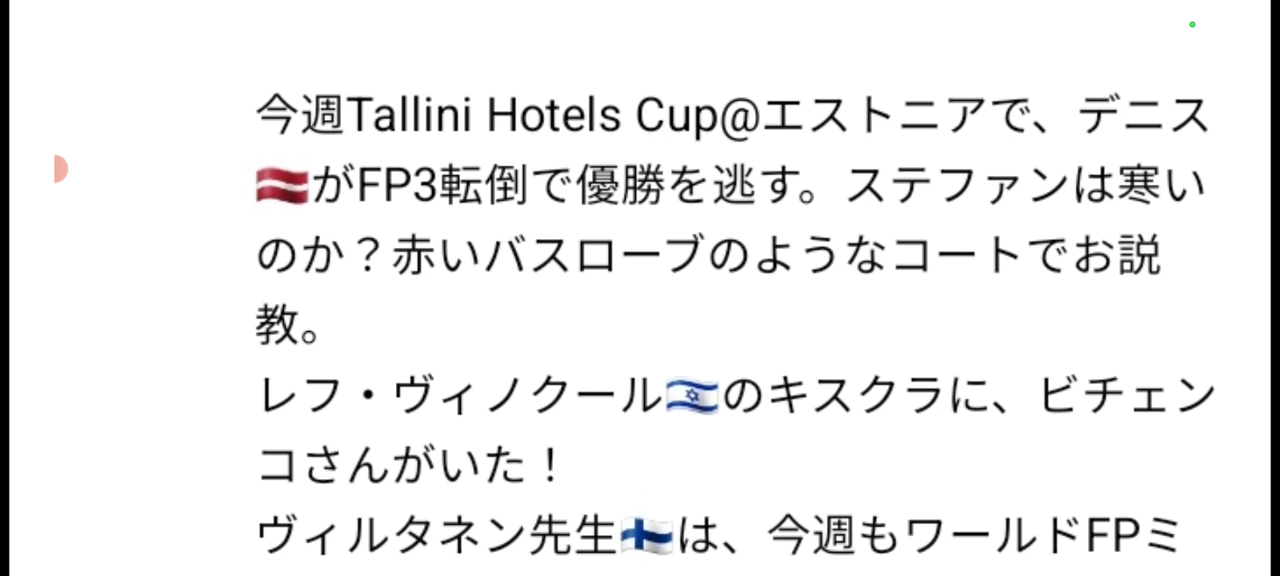 今週Tallini Hotels Cup@エストニアで、デニス
🇱🇻がFP3転倒で優勝を逃す。ステファンは寒い
のか？赤いバスローブのようなコートでお説
教。
レフ・ヴィノクール🇮🇱のキスクラに、ビチェン
コさんがいた！
ヴィルタネン先生🇫🇮は、今週もワールドFPミ